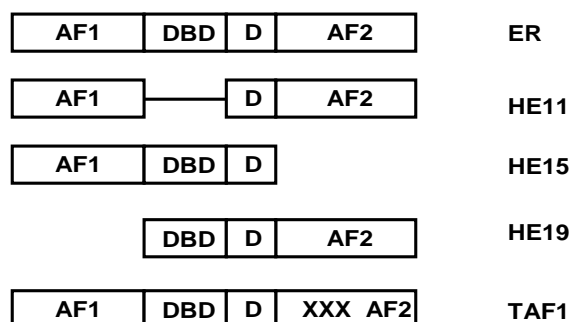 AF1 DBD D AF2 ER
AF1 D AF2 HE11
AF1 DBD D HE15
DBD D AF2 HE19
AF1 DBD D XXX AF2 TAF1